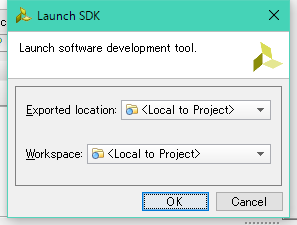 Launch SDK
Launch software development tool.
Exported location: <Local to Project>
Workspace: <Local to Project>
OK Cancel